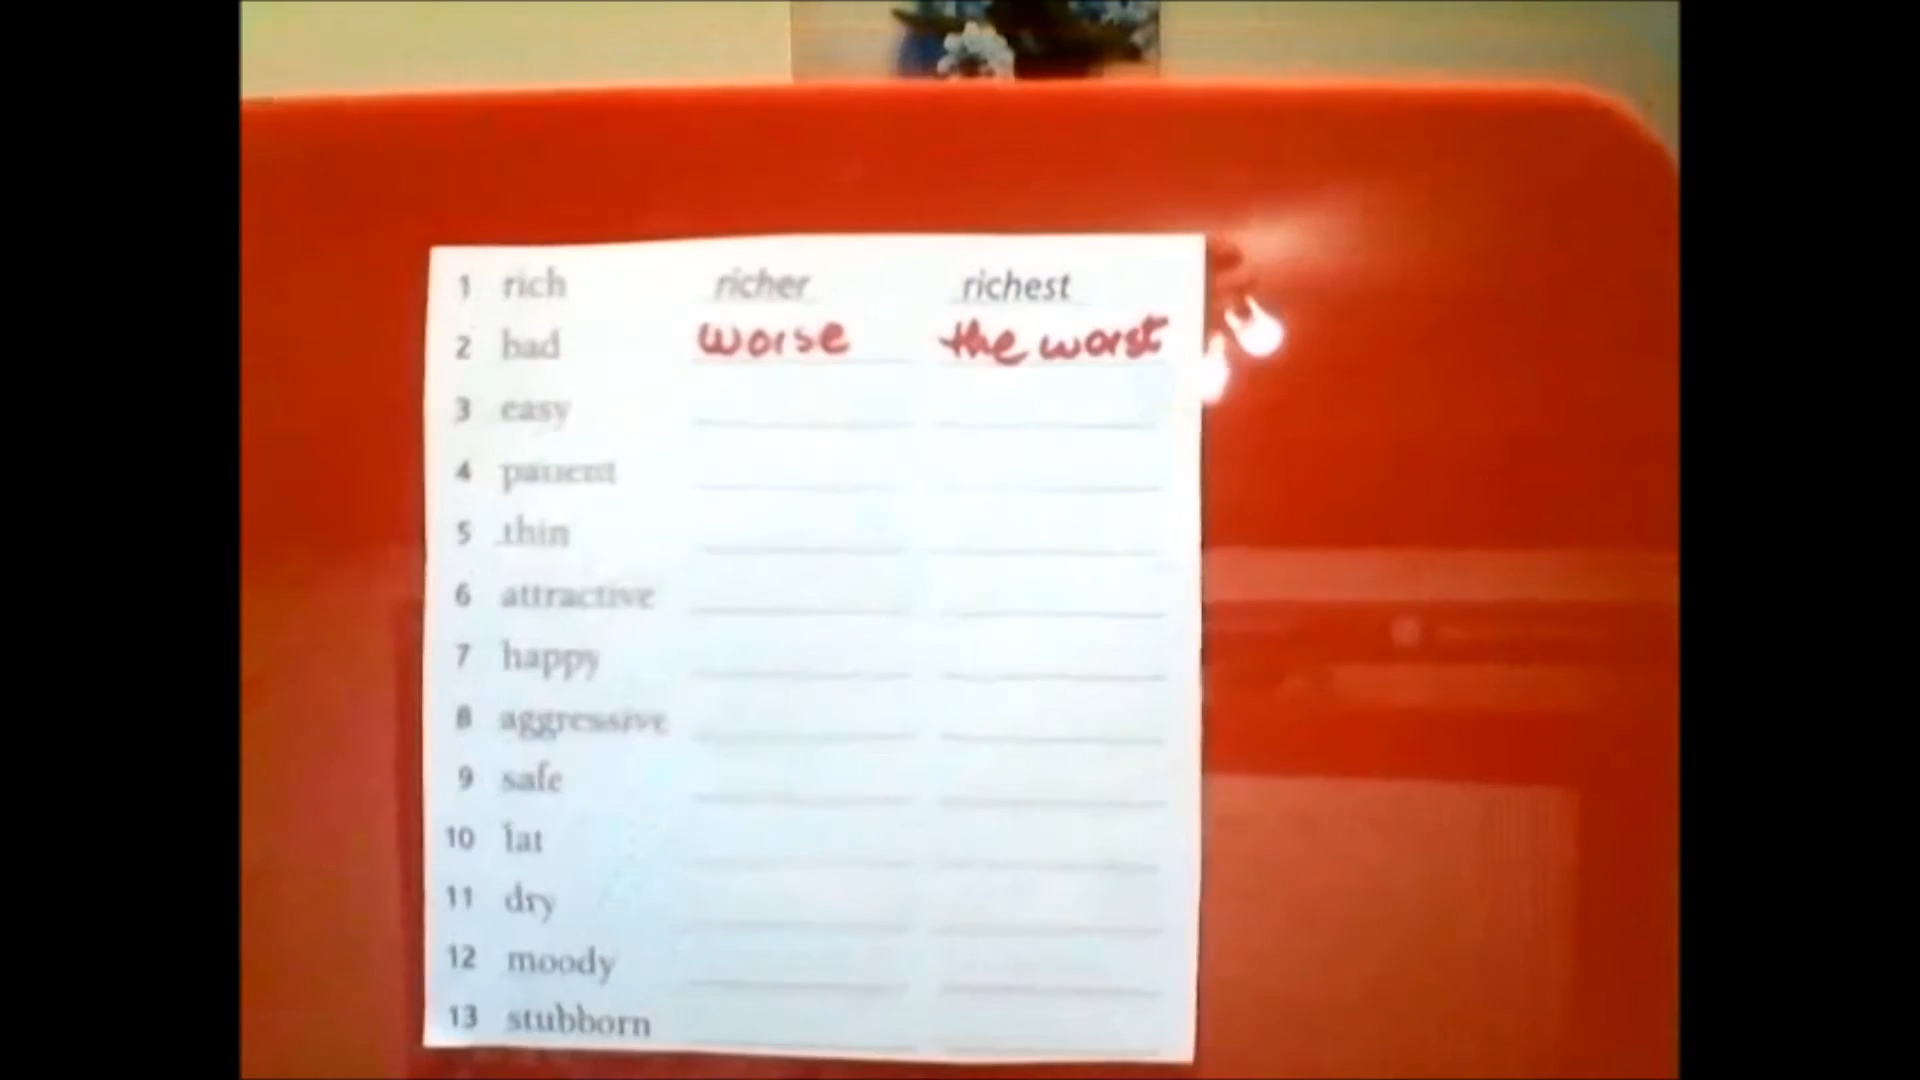 1 rich richer richest
2 bad worse the worst
3 easy
4 patient
5 thin
6 attractive
7 happy
8 aggressive
9 safe
10 fat
11 dry
12 moody
13 stubborn